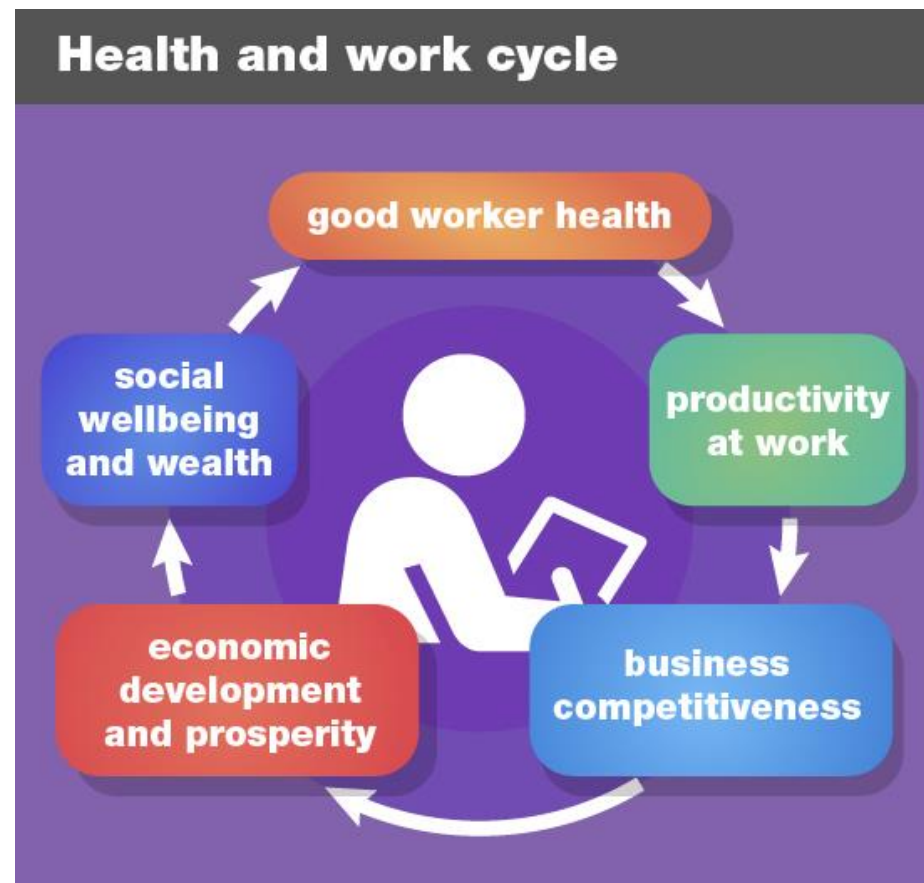 Health and work cycle
good worker health
productivity
at work
business
competitiveness
economic
development
and prosperity
social
wellbeing
and wealth